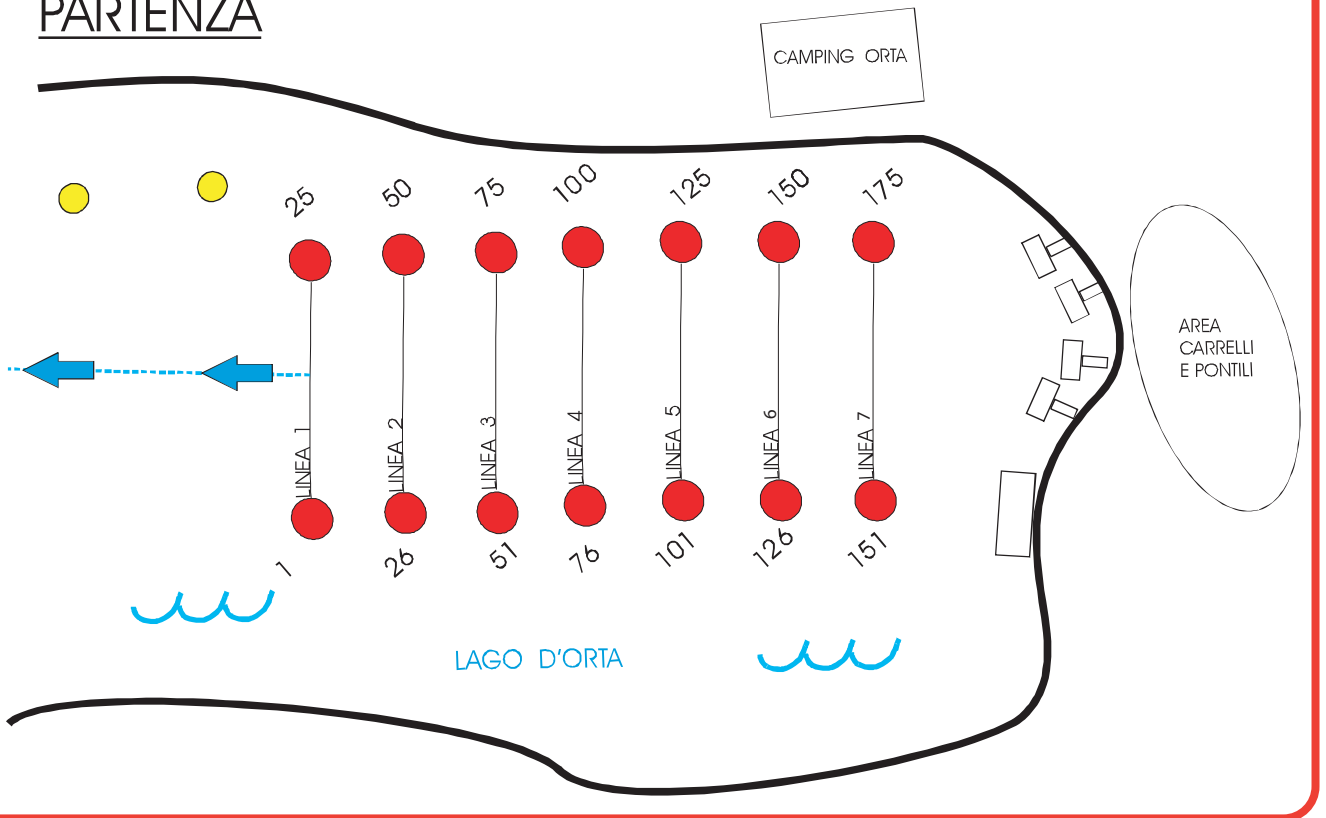 PARTENZA
CAMPING ORTA
25
50
75
100
125
150
175
AREA
CARRELLI
E PONTILI
LINEA 1
LINEA 2
LINEA 3
LINEA 4
LINEA 5
LINEA 6
LINEA 7
1
26
51
76
101
126
151
LAGO D'ORTA